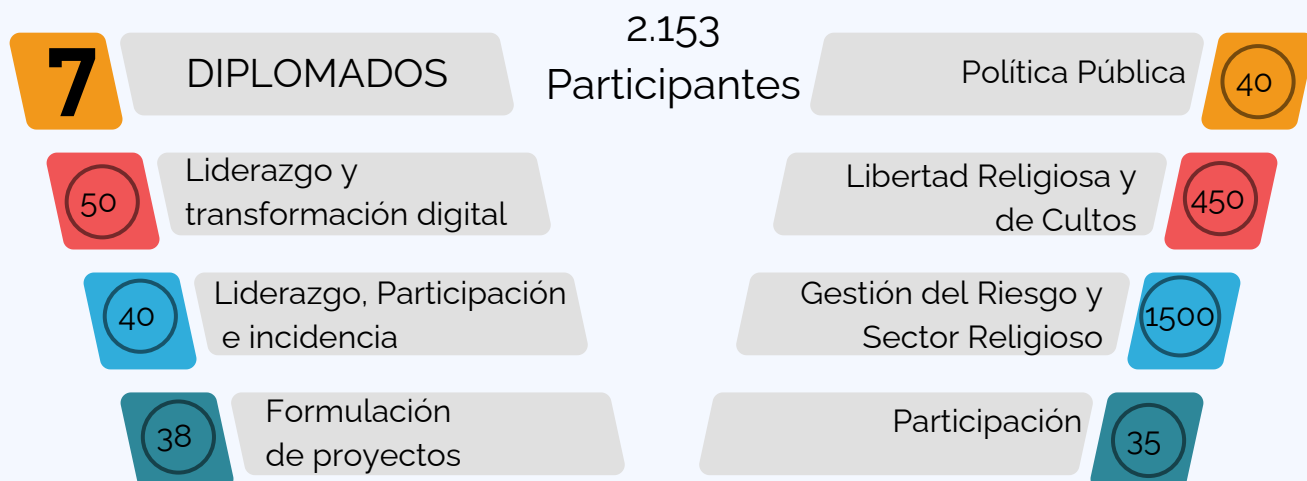 7
DIPLOMADOS
2.153
Participantes
Política Pública
40
50
Liderazgo y
transformación digital
Libertad Religiosa y
de Cultos
450
40
Liderazgo, Participación
e incidencia
Gestión del Riesgo y
Sector Religioso
1500
38
Formulación
de proyectos
Participación
35